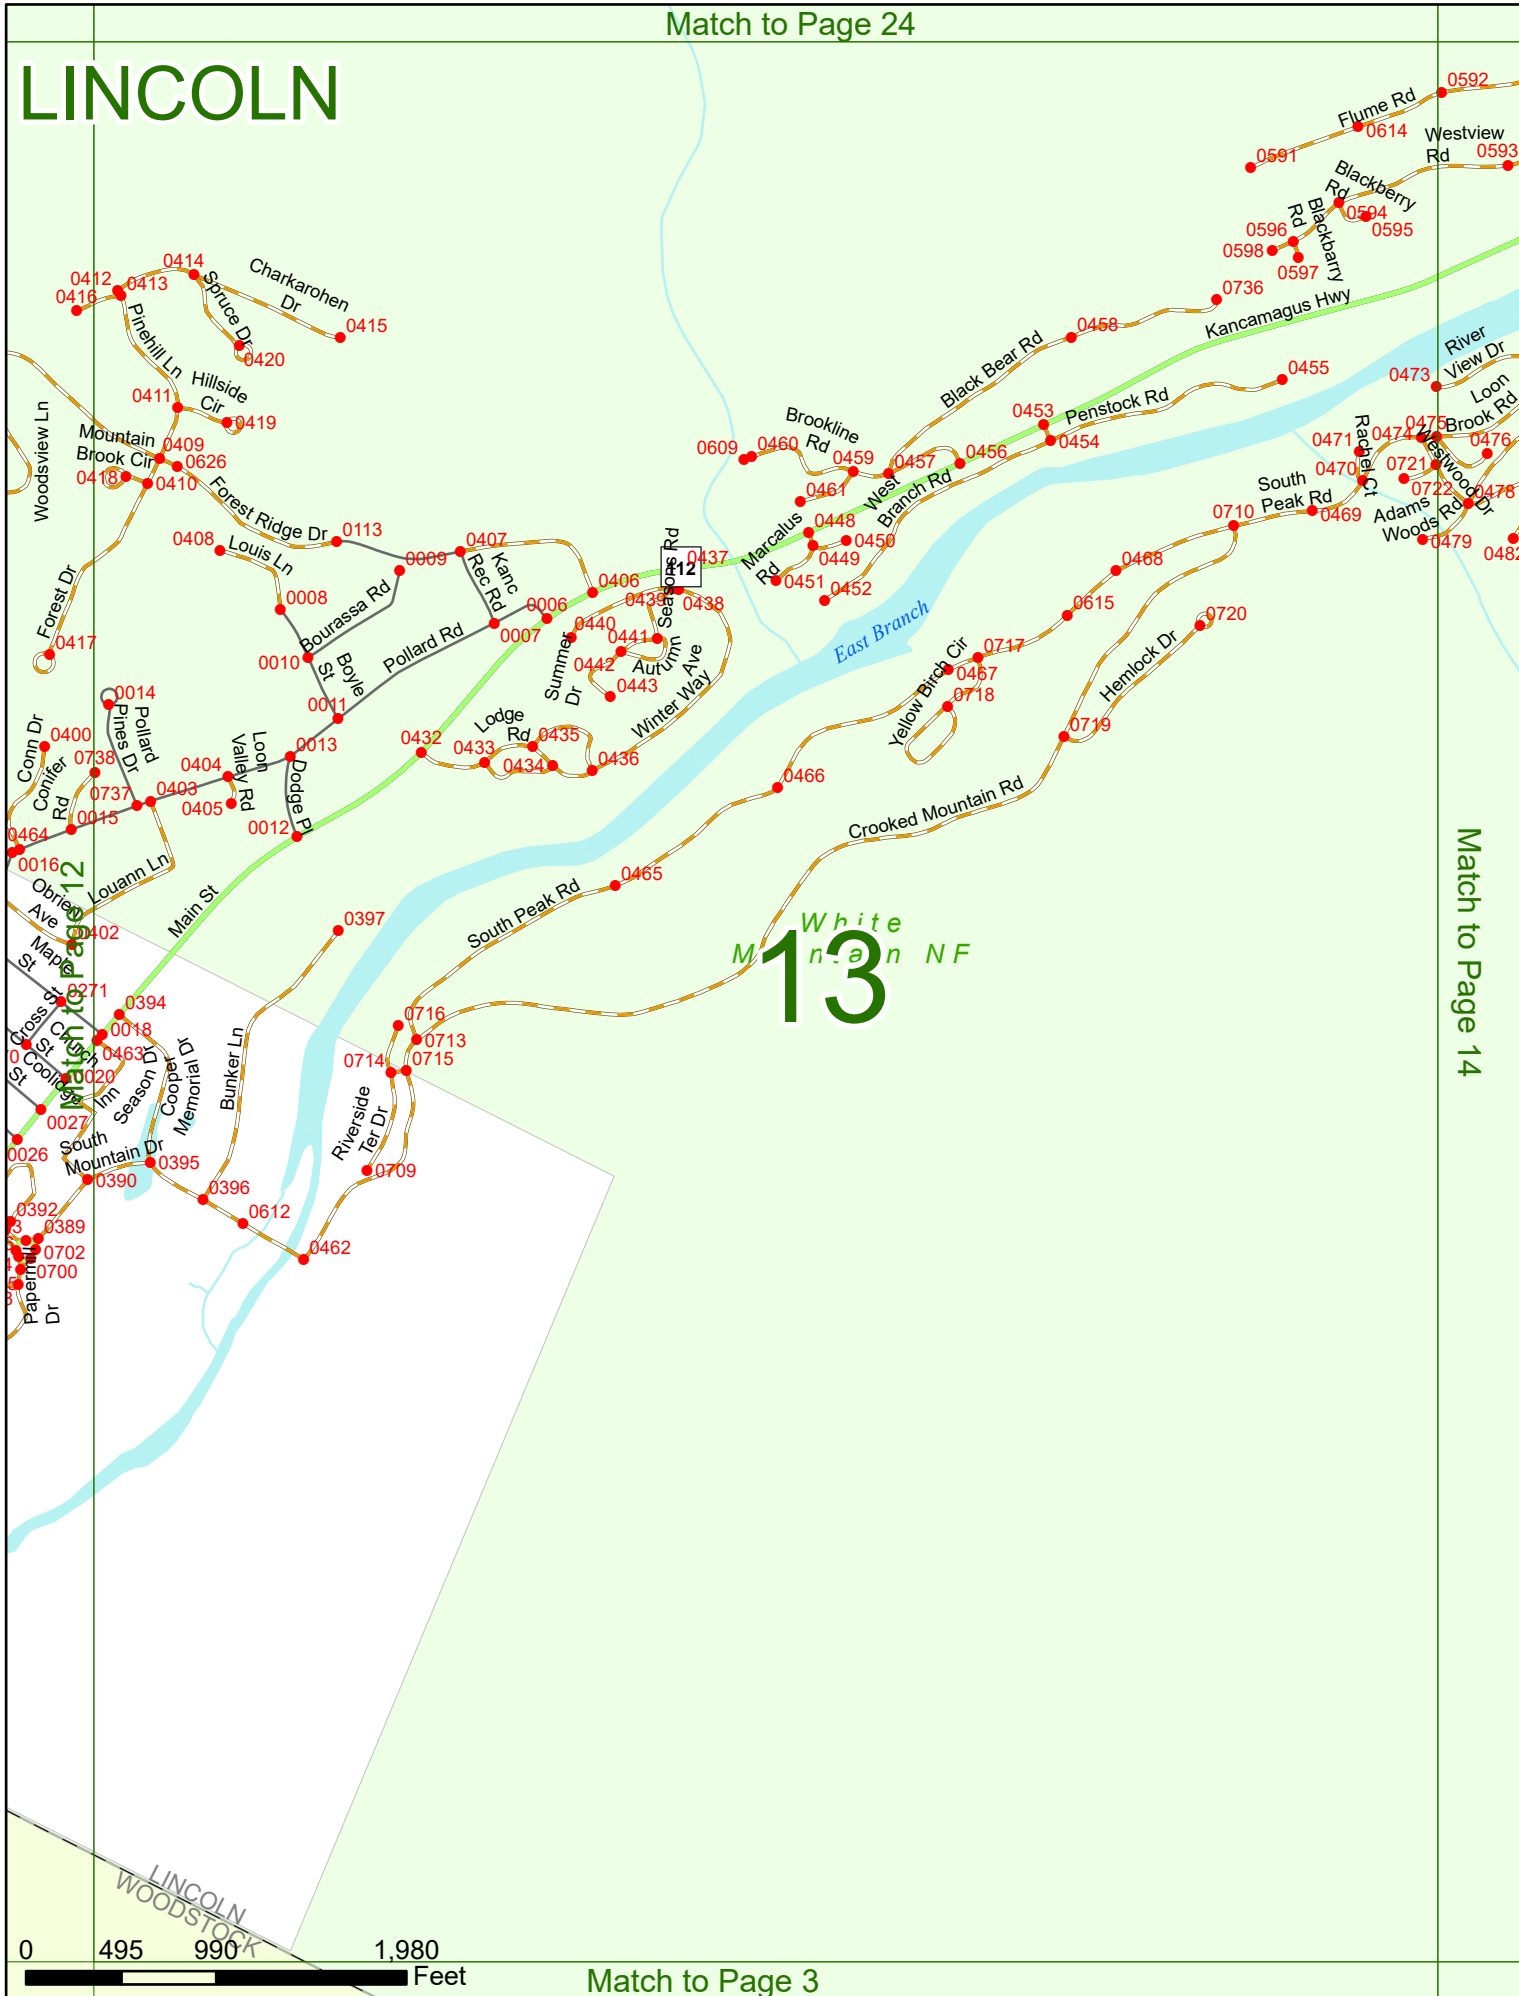 Match to Page 24
LINCOLN
0592
Flume Rd
0614
Westview
Rd
0593
0591
Blackberry
Rd
0594
0595
0596
Rd
Blackbarry
0598
0597
0414
Charkarohen
Dr
0412
0413
0416
Spruce Dr
0415
0420
Pinehill Ln
0736
Kancamagus Hwy
0458
Black Bear Rd
River
View Dr
0473
Loon
Brook Rd
0455
Hillside
Cir
0411
0419
Woodsview Ln
Mountain
Brook Cir
0409
0626
0418
0410
Forest Ridge Dr
0453
Penstock Rd
0454
Brookline
Rd
0609
0460
0459
0457
0456
0461
West
Branch Rd
Rachel Ct
0471
0474
0475
0476
0470
0721
0722
Westwood Dr
0478
South
Peak Rd
0469
Adams
Woods Rd
0479
0482
0710
0113
0408
Louis Ln
0407
0009
Kanc
Rec Rd
Seasons Rd
0437
112
Marcalus
Rd
0448
0450
0449
0451
0452
0468
0406
0439
0438
0008
Bourassa Rd
0006
0007
0440
0615
0720
Forest Dr
0417
0010
Boyle
St
Pollard Rd
Summer
Dr
0441
0442
Autumn
Ave
East Branch
0717
0467
Yellow Birch Cir
Hemlock Dr
0443
0718
0014
Pollard
Pines Dr
0011
Winter Way
Conn Dr
0400
Conifer
Rd
0738
Loon
Valley Rd
0013
0432
Lodge
Rd
0433
0435
0434
0436
0719
0404
0737
0403
0405
Dodge Pl
0466
0015
0012
Crooked Mountain Rd
0464
0016
Louann Ln
Obrien
Ave
Main St
0465
Match to Page 12
Match to Page 14
0402
Maple
St
0397
South Peak Rd
White
Mountain NF
13
0271
0394
Cross St
0018
Church
St
0463
0716
0713
0714
0715
Coolidge
St
0020
Inn
Season Dr
Cooper
Memorial Dr
Bunker Ln
0027
Riverside
Ter Dr
0026
South
Mountain Dr
0395
0709
0390
0396
0392
0612
0389
0702
0462
0700
Papermill
Dr
LINCOLN
WOODSTOCK
0
495
990
1,980
Feet
Match to Page 3